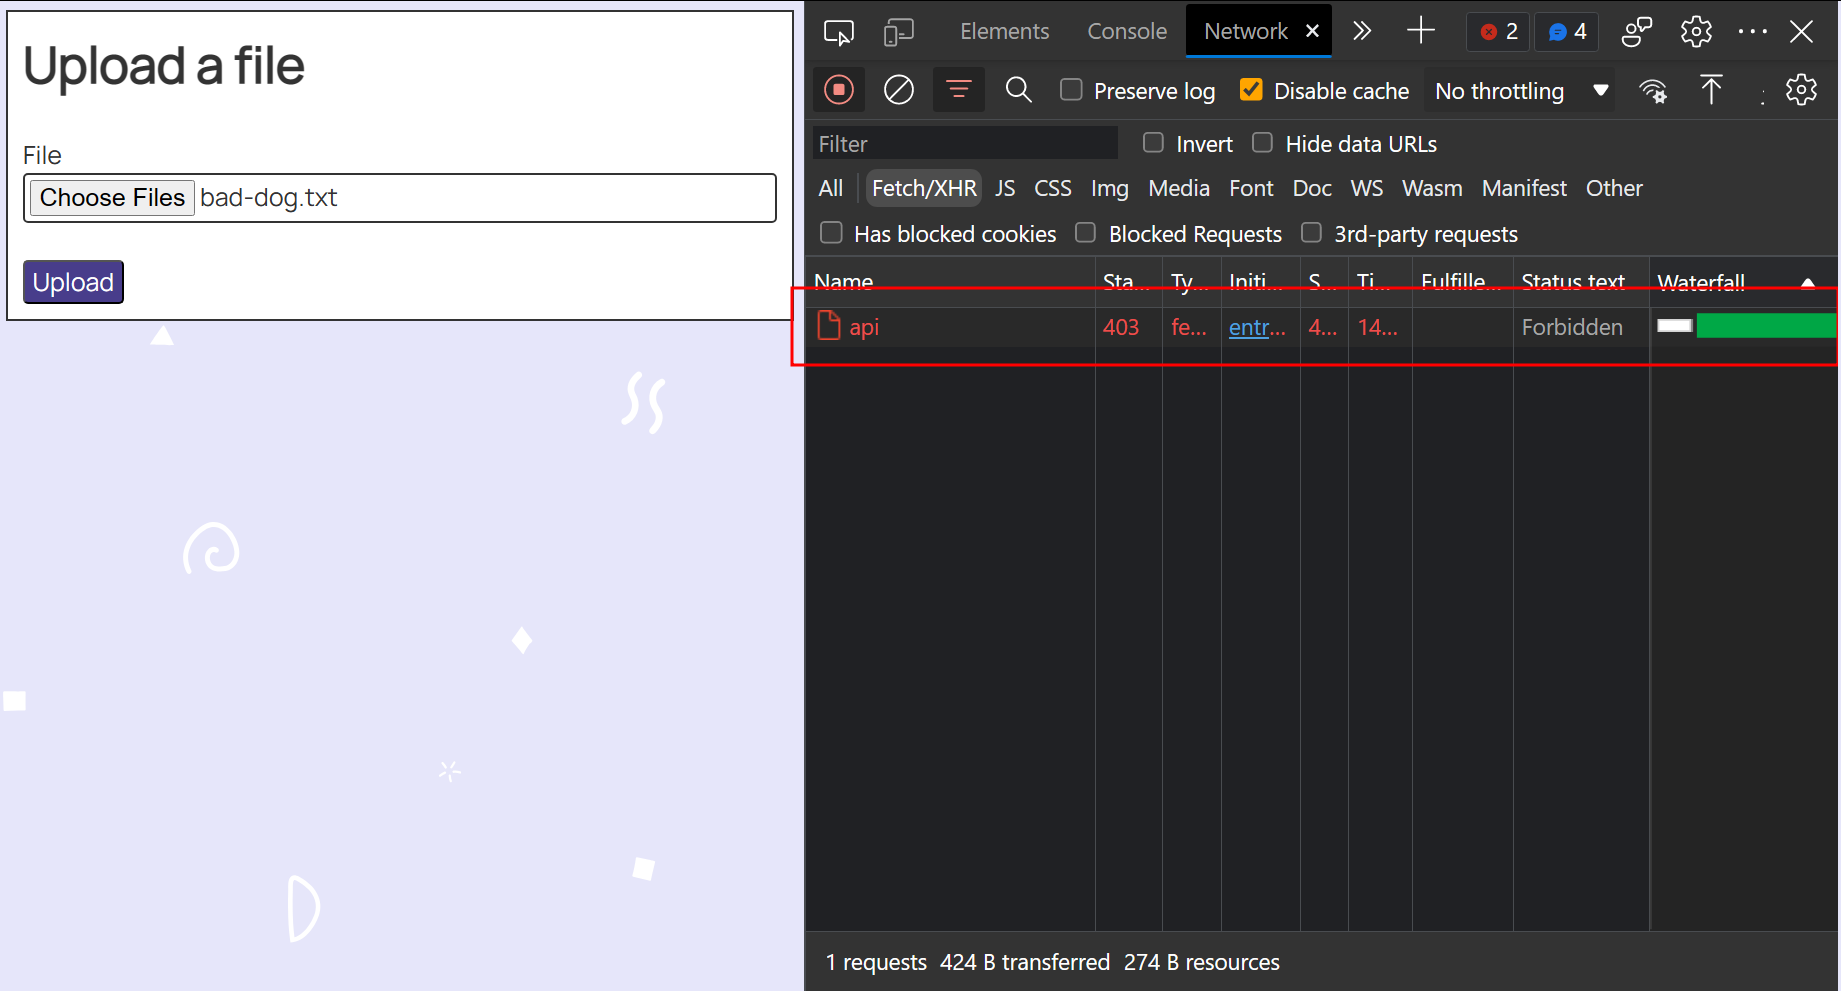 Upload a file
File
Choose Files bad-dog.txt
Upload
Elements Console Network 2 4
Preserve log Disable cache No throttling
Filter Invert Hide data URLs
All Fetch/XHR JS CSS Img Media Font Doc WS Wasm Manifest Other
Has blocked cookies Blocked Requests 3rd-party requests
Name Sta... Ty... Initi... S... Ti... Fulfille... Status text Waterfall
api 403 fe... entr... 4... 14... Forbidden
1 requests 424 B transferred 274 B resources